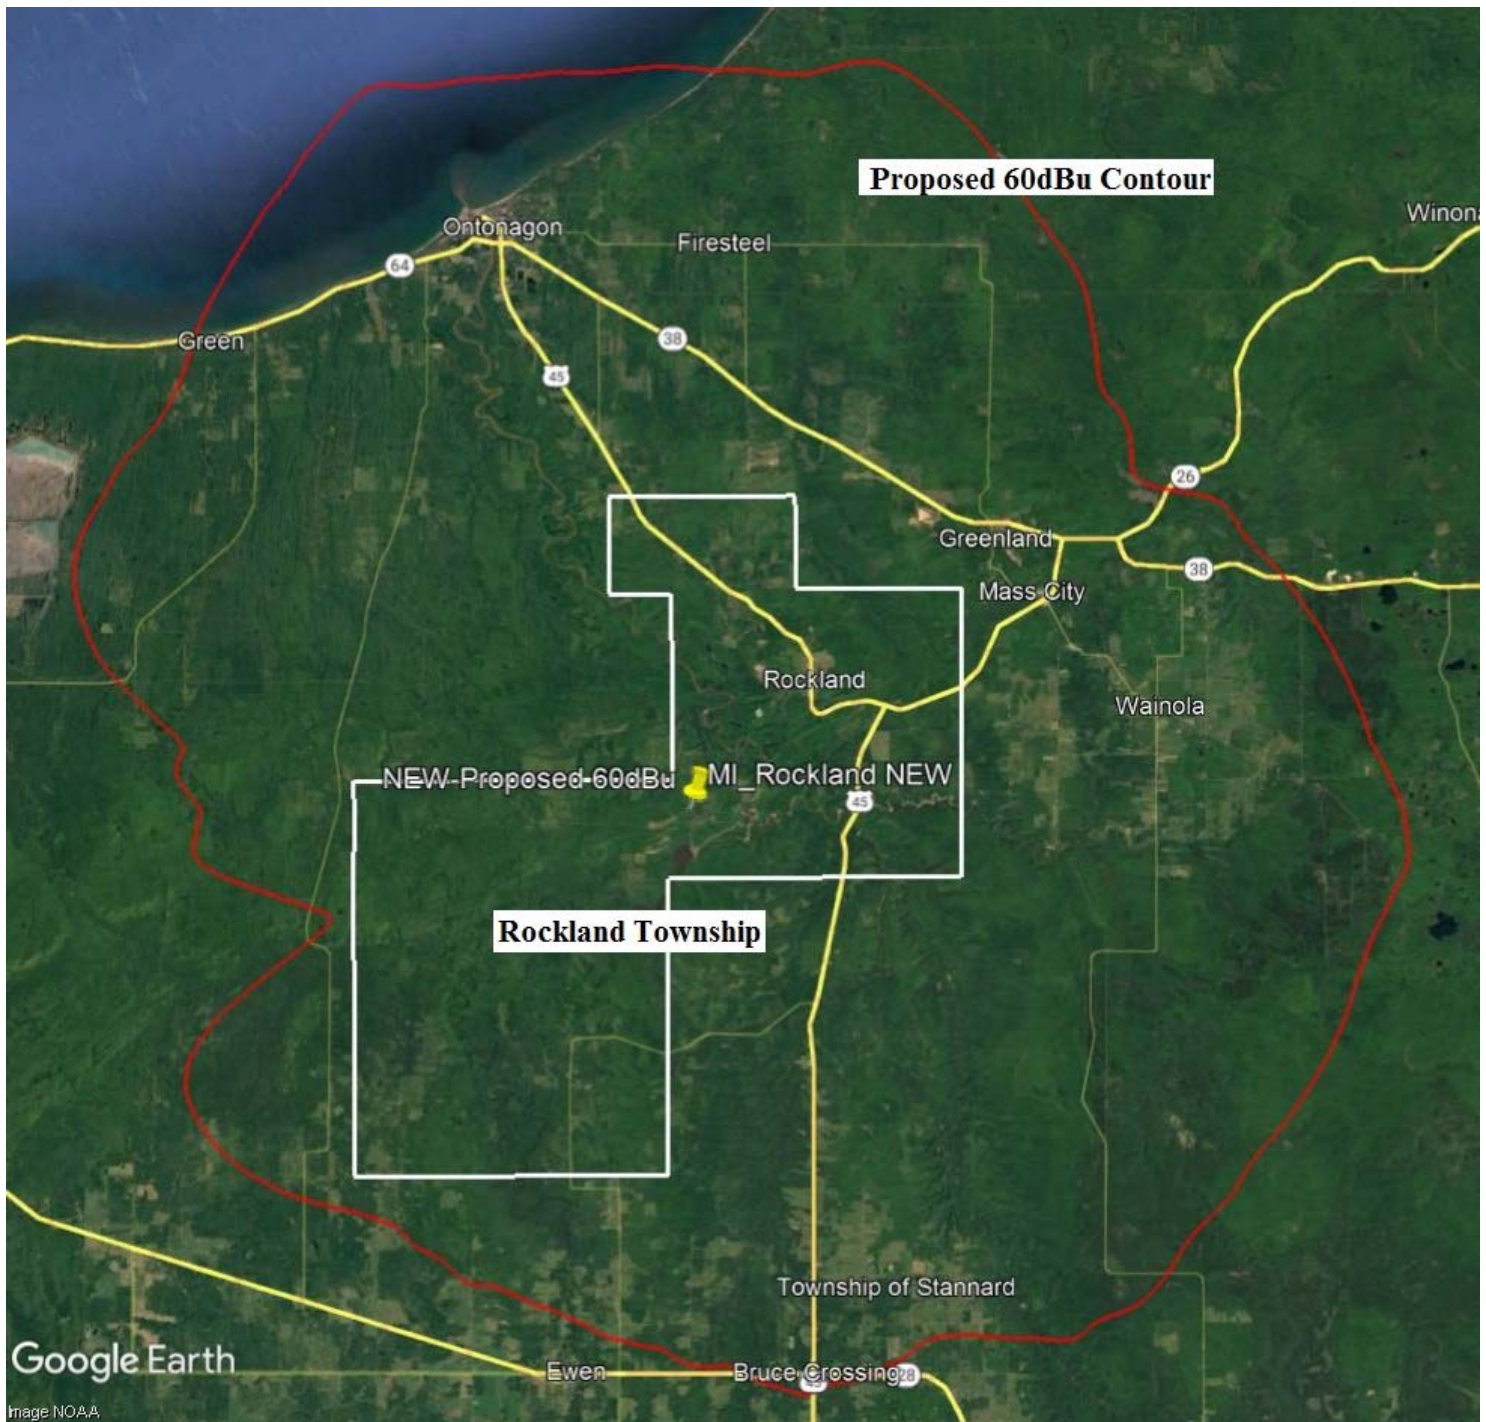 Proposed 60dBu Contour
Winona
Ontonagon
Firesteel
64
Green
38
45
26
Greenland
38
Mass City
Rockland
Wainola
NEW-Proposed-60dBu
MI_Rockland NEW
45
Rockland Township
Township of Stannard
Google Earth
Ewen
Bruce Crossing
28
Image NOAA